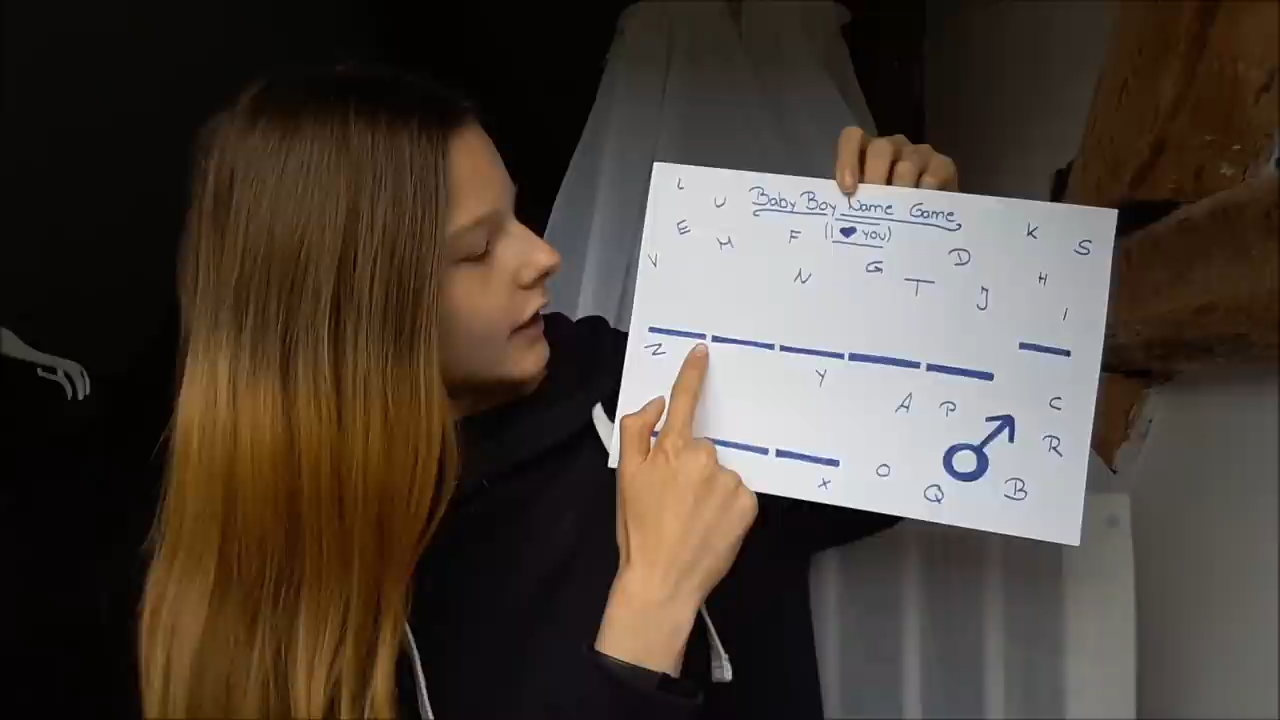 Baby Boy Name Game
(I ♥ YOU)
L U K S
E M F D
V N G T J H I
Z Y
A P C
R
X O Q B